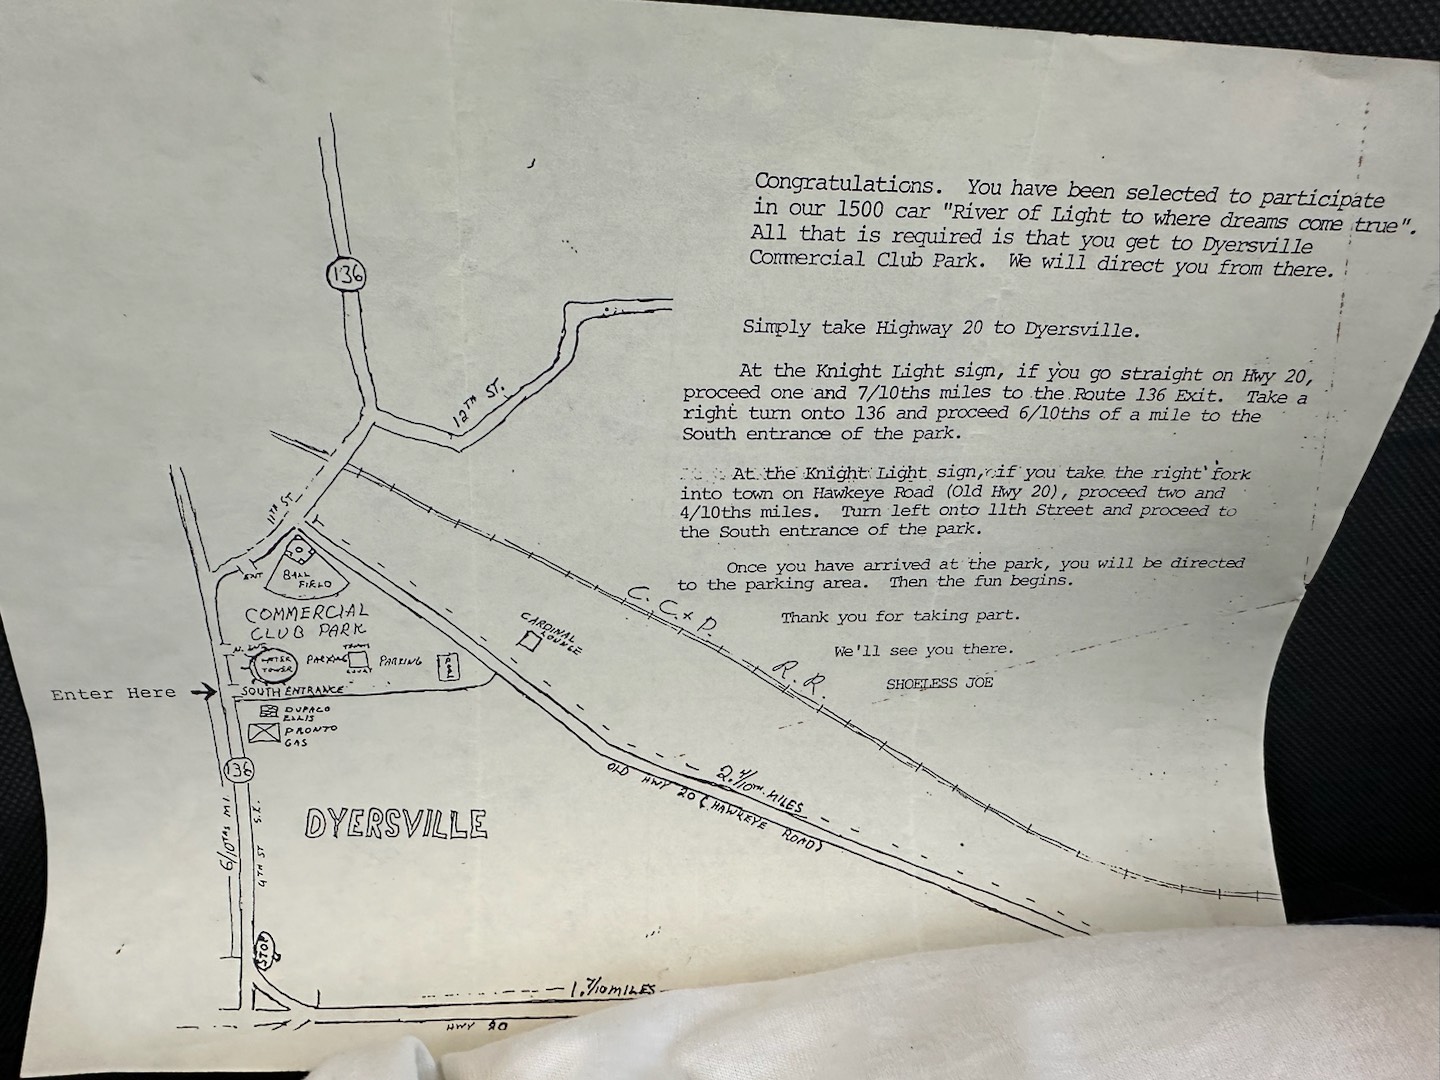 Congratulations. You have been selected to participate
in our 1500 car "River of Light to where dreams come true".
All that is required is that you get to Dyersville
Commercial Club Park. We will direct you from there.
Simply take Highway 20 to Dyersville.
At the Knight Light sign, if you go straight on Hwy 20,
proceed one and 7/10ths miles to the Route 136 Exit. Take a
right turn onto 136 and proceed 6/10ths of a mile to the
South entrance of the park.
At the Knight Light sign, if you take the right fork
into town on Hawkeye Road (Old Hwy 20), proceed two and
4/10ths miles. Turn left onto 11th Street and proceed to
the South entrance of the park.
Once you have arrived at the park, you will be directed
to the parking area. Then the fun begins.
Thank you for taking part.
We'll see you there.
SHOELESS JOE
136
12TH ST.
11TH ST
ENT
BALL
FIELD
COMMERCIAL
CLUB PARK
N. ENT
WATER
TOWER
PARKING
TENNIS
COURT
PARKING
POOL
Enter Here
SOUTH ENTRANCE
DUPACO
ELLIS
PRONTO
GAS
CARDINAL
LOUNGE
C. C. & P.
R. R.
136
6/10THS MI.
9TH ST S.E.
DYERSVILLE
2.4/10TH MILES
OLD HWY 20 (HAWKEYE ROAD)
STOP
1.7/10 MILES
HWY 20